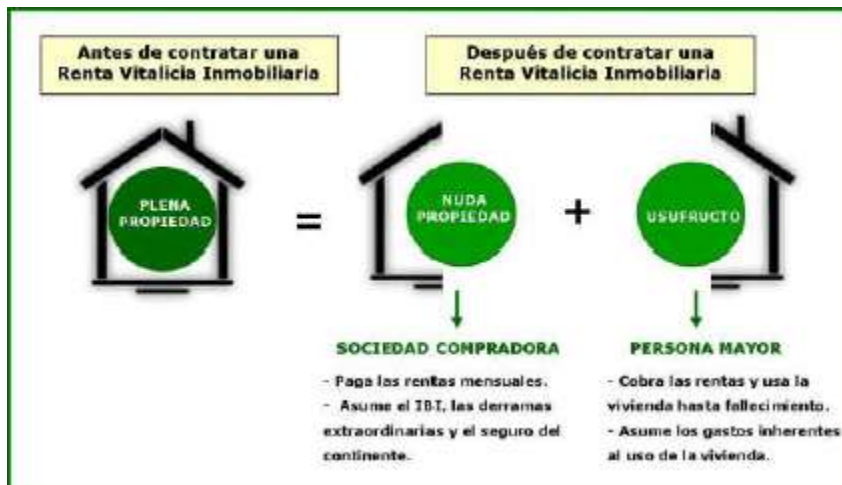 Antes de contratar una
Renta Vitalicia Inmobiliaria
Después de contratar una
Renta Vitalicia Inmobiliaria
PLENA
PROPIEDAD
=
NUDA
PROPIEDAD
+
USUFRUCTO
SOCIEDAD COMPRADORA
- Paga las rentas mensuales.
- Asume el IBI, las derramas
extraordinarias y el seguro del
continente.
PERSONA MAYOR
- Cobra las rentas y usa la
vivienda hasta fallecimiento.
- Asume los gastos inherentes
al uso de la vivienda.